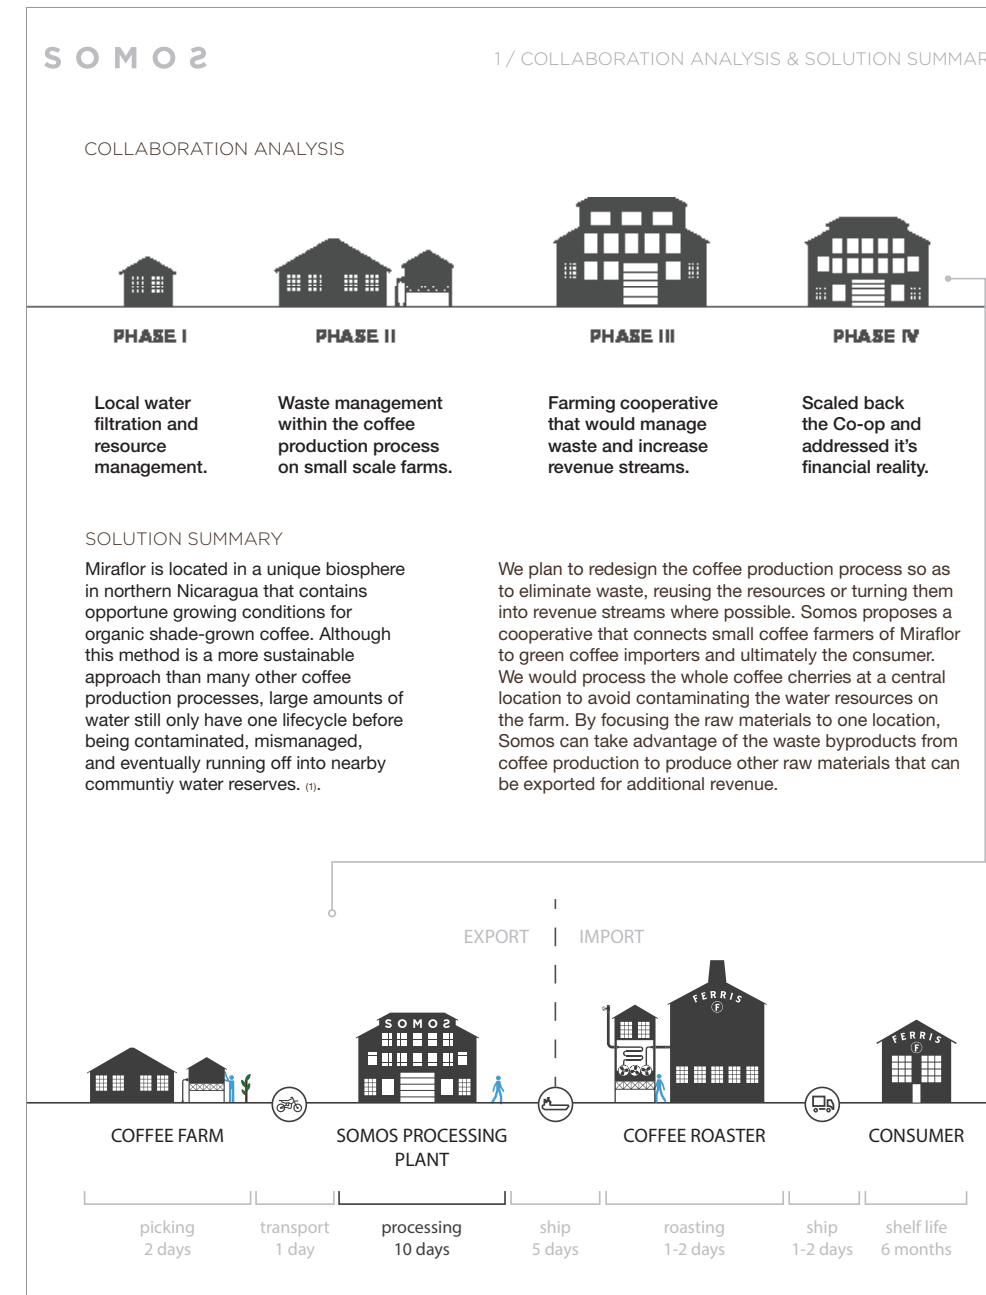 SOMOS
1 / COLLABORATION ANALYSIS & SOLUTION SUMMAR
COLLABORATION ANALYSIS
PHASE I
PHASE II
PHASE III
PHASE IV
Local water
filtration and
resource
management.
Waste management
within the coffee
production process
on small scale farms.
Farming cooperative
that would manage
waste and increase
revenue streams.
Scaled back
the Co-op and
addressed it's
financial reality.
SOLUTION SUMMARY
Miraflor is located in a unique biosphere
in northern Nicaragua that contains
opportune growing conditions for
organic shade-grown coffee. Although
this method is a more sustainable
approach than many other coffee
production processes, large amounts of
water still only have one lifecycle before
being contaminated, mismanaged,
and eventually running off into nearby
communtiy water reserves. (1).
We plan to redesign the coffee production process so as
to eliminate waste, reusing the resources or turning them
into revenue streams where possible. Somos proposes a
cooperative that connects small coffee farmers of Miraflor
to green coffee importers and ultimately the consumer.
We would process the whole coffee cherries at a central
location to avoid contaminating the water resources on
the farm. By focusing the raw materials to one location,
Somos can take advantage of the waste byproducts from
coffee production to produce other raw materials that can
be exported for additional revenue.
EXPORT
IMPORT
SOMOS
FERRIS
F
FERRIS
F
COFFEE FARM
SOMOS PROCESSING
PLANT
COFFEE ROASTER
CONSUMER
picking
2 days
transport
1 day
processing
10 days
ship
5 days
roasting
1-2 days
ship
1-2 days
shelf life
6 months